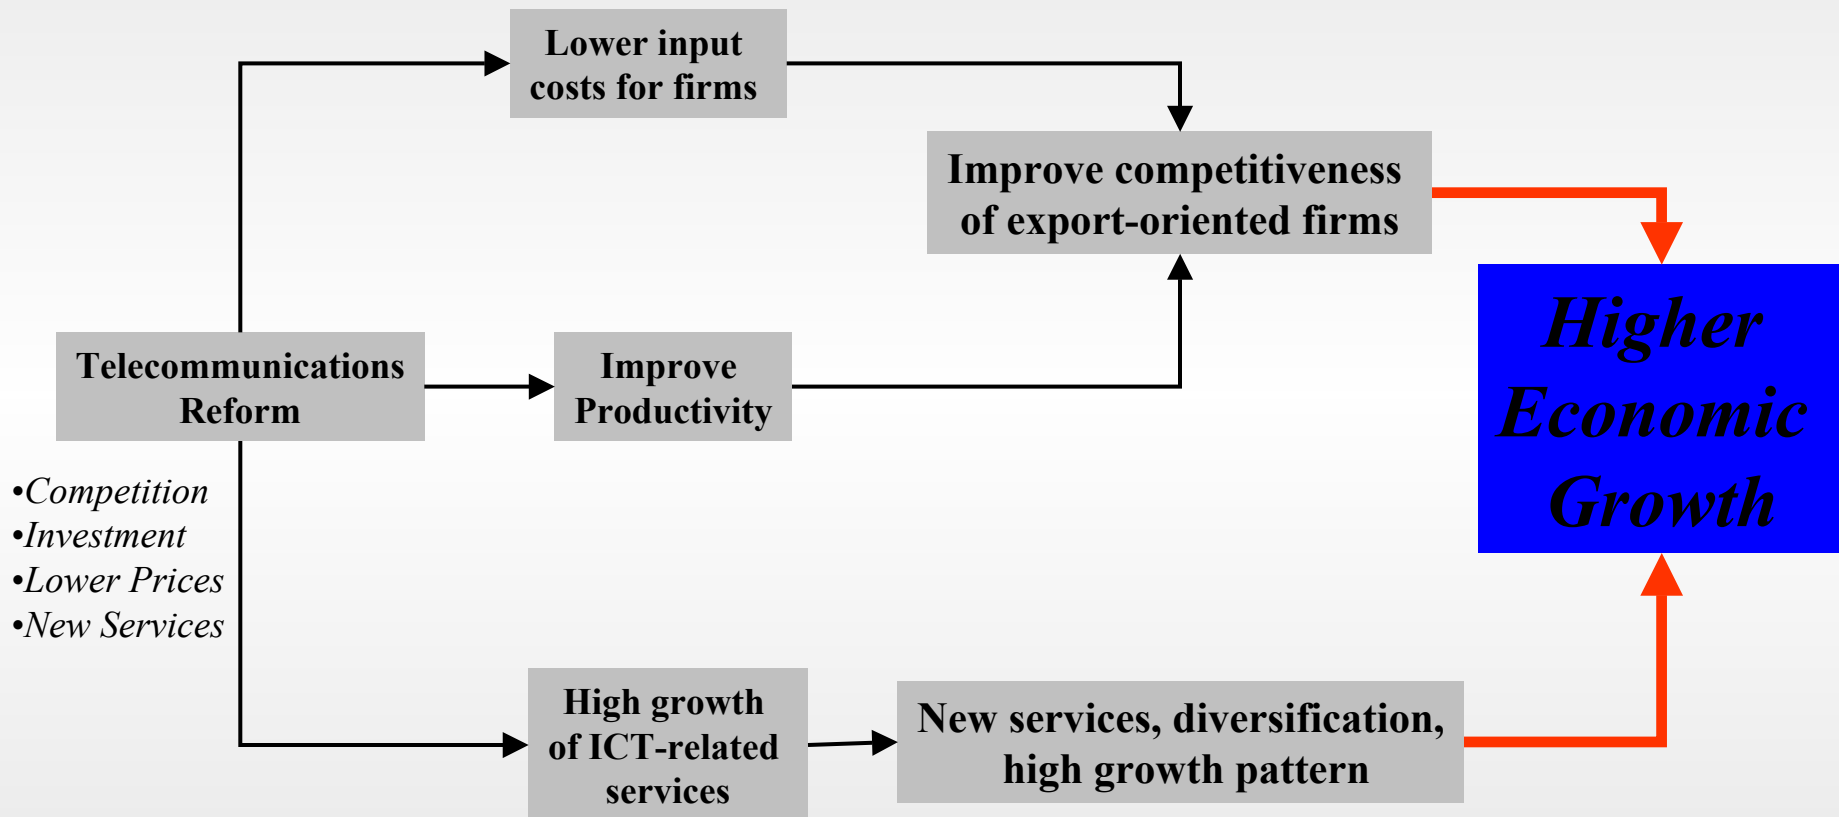 Lower input
costs for firms
Improve competitiveness
of export-oriented firms
Telecommunications
Reform
Improve
Productivity
Higher
Economic
Growth
•Competition
•Investment
•Lower Prices
•New Services
High growth
of ICT-related
services
New services, diversification,
high growth pattern